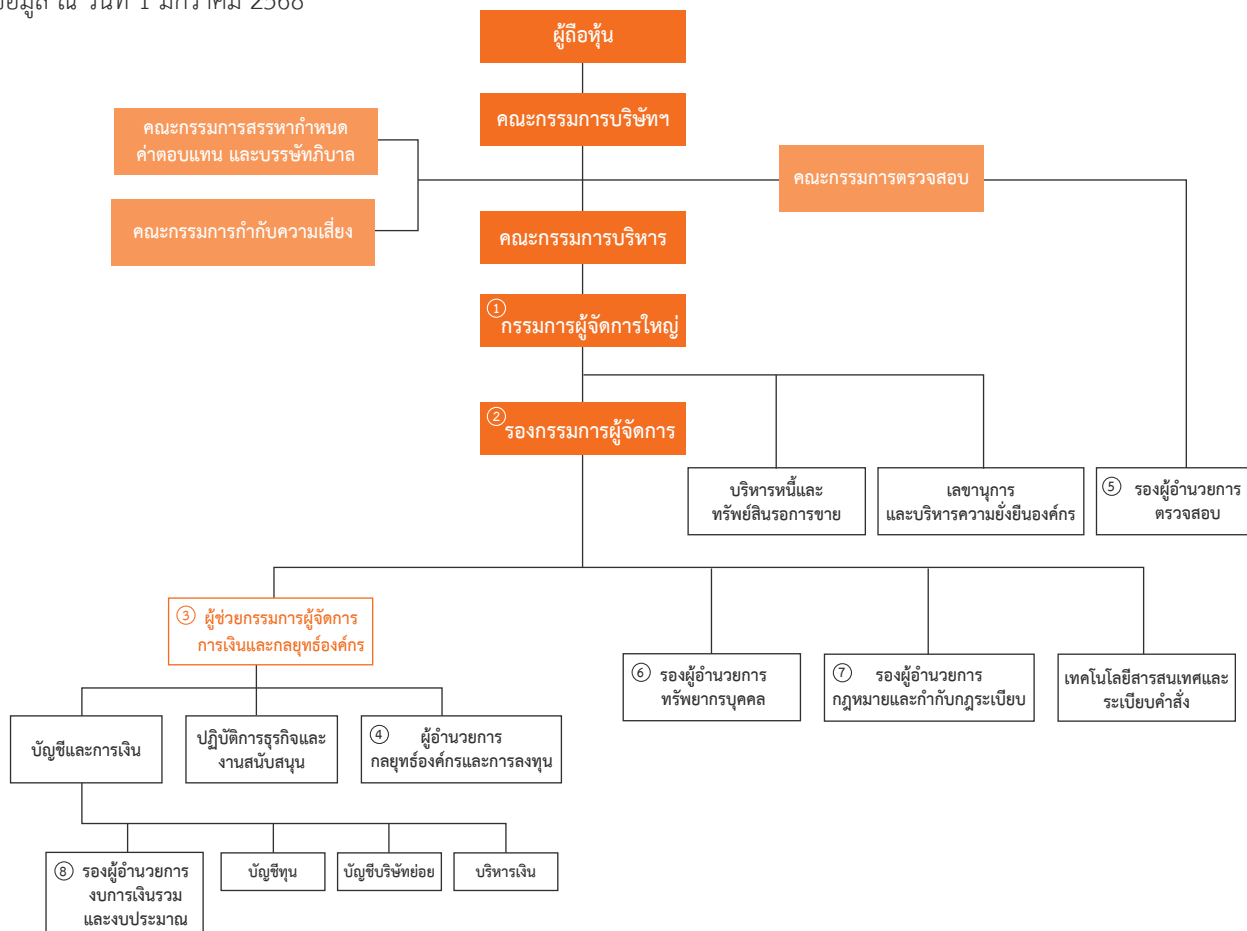 ข้อมูล ณ วันที่ 1 มกราคม 2568
ผู้ถือหุ้น
คณะกรรมการบริษัทฯ
คณะกรรมการสรรหากำหนด
ค่าตอบแทน และบรรษัทภิบาล
คณะกรรมการตรวจสอบ
คณะกรรมการกำกับความเสี่ยง
คณะกรรมการบริหาร
1 กรรมการผู้จัดการใหญ่
2 รองกรรมการผู้จัดการ
บริหารหนี้และ
ทรัพย์สินรอการขาย
เลขานุการ
และบริหารความยั่งยืนองค์กร
5 รองผู้อำนวยการ
ตรวจสอบ
3 ผู้ช่วยกรรมการผู้จัดการ
การเงินและกลยุทธ์องค์กร
6 รองผู้อำนวยการ
ทรัพยากรบุคคล
7 รองผู้อำนวยการ
กฎหมายและกำกับกฎระเบียบ
เทคโนโลยีสารสนเทศและ
ระเบียบคำสั่ง
บัญชีและการเงิน
ปฏิบัติการธุรกิจและ
งานสนับสนุน
4 ผู้อำนวยการ
กลยุทธ์องค์กรและการลงทุน
8 รองผู้อำนวยการ
งบการเงินรวม
และงบประมาณ
บัญชีทุน
บัญชีบริษัทย่อย
บริหารเงิน